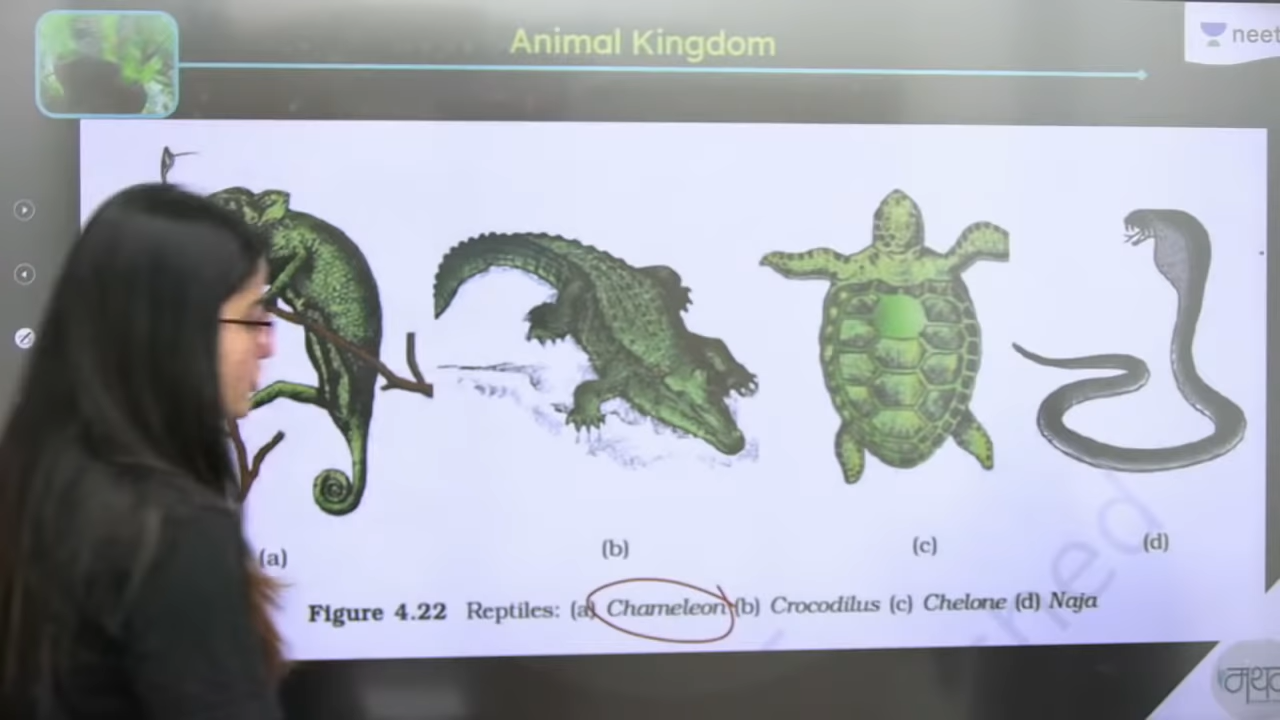 Animal Kingdom
neet
(a)
(b)
(c)
(d)
Figure 4.22 Reptiles: (a) Chameleon (b) Crocodilus (c) Chelone (d) Naja